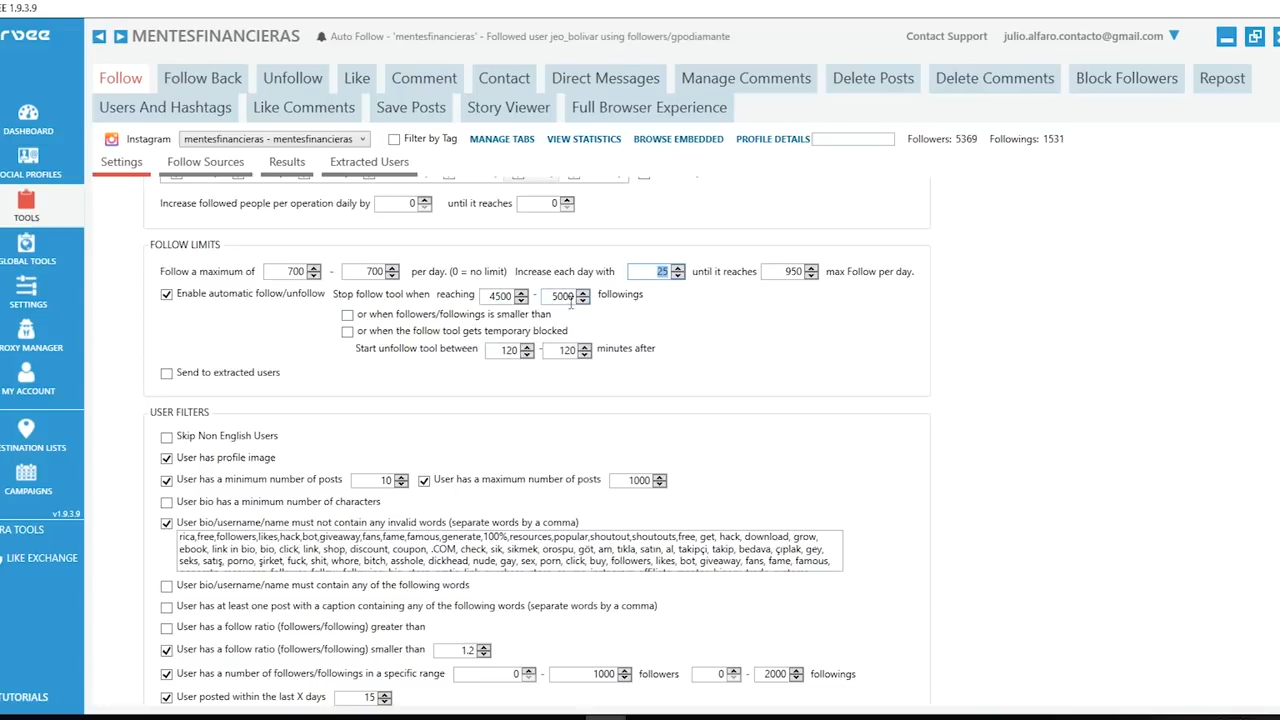 EE 1.9.3.9
MENTESFINANCIERAS Auto Follow - 'mentesfinancieras' - Followed user jeo_bolivar using followers/gpodiamante Contact Support julio.alfaro.contacto@gmail.com
Follow Follow Back Unfollow Like Comment Contact Direct Messages Manage Comments Delete Posts Delete Comments Block Followers Repost
Users And Hashtags Like Comments Save Posts Story Viewer Full Browser Experience
Instagram mentesfinancieras - mentesfinancieras Filter by Tag MANAGE TABS VIEW STATISTICS BROWSE EMBEDDED PROFILE DETAILS Followers: 5369 Followings: 1531
Settings Follow Sources Results Extracted Users
DASHBOARD
OCIAL PROFILES
TOOLS
GLOBAL TOOLS
SETTINGS
ROXY MANAGER
MY ACCOUNT
ESTINATION LISTS
CAMPAIGNS
v1.9.3.9
RA TOOLS
LIKE EXCHANGE
TUTORIALS
Increase followed people per operation daily by 0 until it reaches 0
FOLLOW LIMITS
Follow a maximum of 700 - 700 per day. (0 = no limit) Increase each day with 25 until it reaches 950 max Follow per day.
Enable automatic follow/unfollow Stop follow tool when reaching 4500 - 5000 followings
or when followers/followings is smaller than
or when the follow tool gets temporary blocked
Start unfollow tool between 120 - 120 minutes after
Send to extracted users
USER FILTERS
Skip Non English Users
User has profile image
User has a minimum number of posts 10 User has a maximum number of posts 1000
User bio has a minimum number of characters
User bio/username/name must not contain any invalid words (separate words by a comma)
rica,free,followers,likes,hack,bot,giveaway,fans,fame,famous,generate,100%,resources,popular,shoutout,shoutouts,free, get, hack, download, grow,
ebook, link in bio, bio, click, link, shop, discount, coupon, .COM, check, sik, sikmek, orospu, göt, am, tıkla, satın, al, takipçi, takip, bedava, çıplak, gey,
seks, satış, porno, şirket, fuck, shit, whore, bitch, asshole, dickhead, nude, gay, sex, porn, click, buy, followers, likes, bot, giveaway, fans, fame, famous,
User bio/username/name must contain any of the following words
User has at least one post with a caption containing any of the following words (separate words by a comma)
User has a follow ratio (followers/following) greater than
User has a follow ratio (followers/following) smaller than 1.2
User has a number of followers/followings in a specific range 0 - 1000 followers 0 - 2000 followings
User posted within the last X days 15